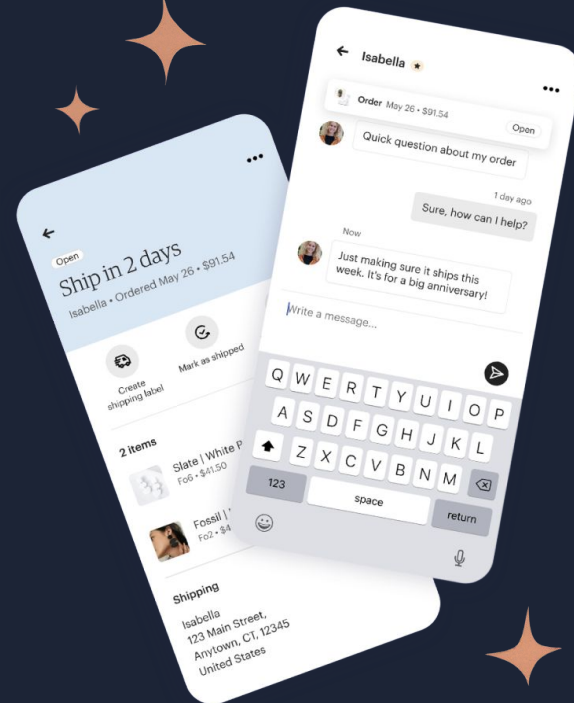 Open
Ship in 2 days
Isabella • Ordered May 26 • $91.54
Create
shipping label
Mark as shipped
2 items
Slate | White
Fo6 • $41.50
Fossil |
Fo2 •
Shipping
Isabella
123 Main Street,
Anytown, CT, 12345
United States
Isabella
Order May 26 • $91.54
Open
Quick question about my order
1 day ago
Sure, how can I help?
Now
Just making sure it ships this
week. It's for a big anniversary!
Write a message...
Q W E R T Y U I O P
A S D F G H J K L
Z X C V B N M
123 space return